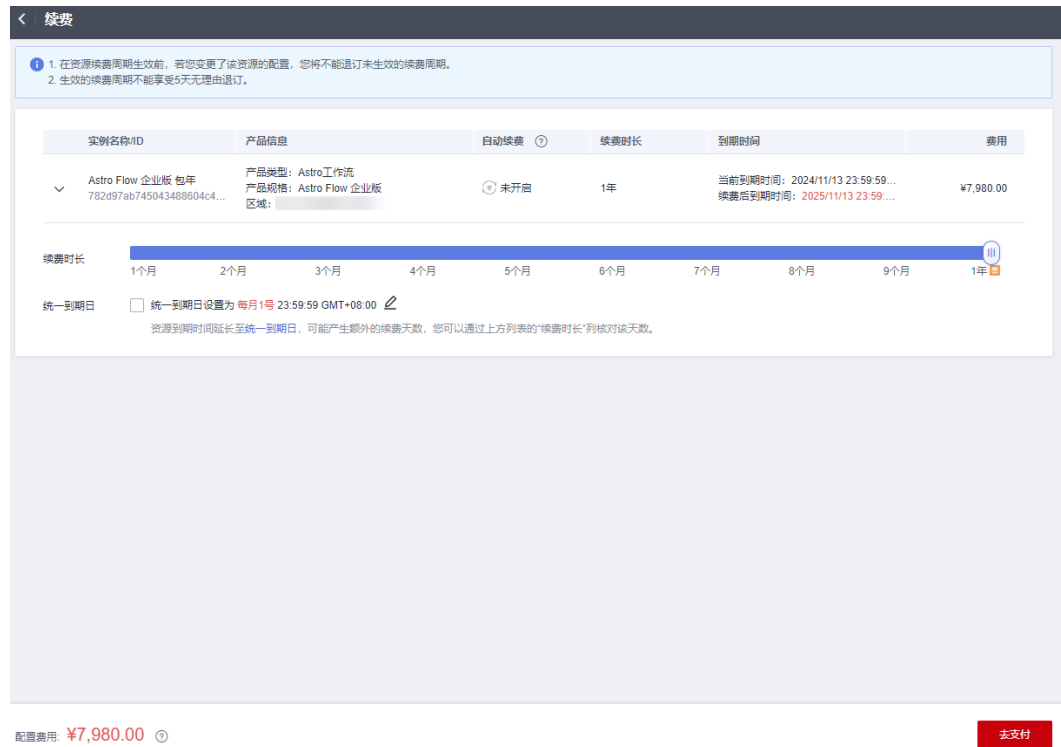 续费
1. 在资源续费周期生效前，若您变更了该资源的配置，您将不能退订未生效的续费周期。
2. 生效的续费周期不能享受5天无理由退订。
实例名称/ID 产品信息 自动续费 续费时长 到期时间 费用
Astro Flow 企业版 包年
782d97ab745043488604c4...
产品类型：Astro工作流
产品规格：Astro Flow 企业版
区域：
未开启
1年
当前到期时间：2024/11/13 23:59:59...
续费后到期时间：2025/11/13 23:59:...
¥7,980.00
续费时长
1个月 2个月 3个月 4个月 5个月 6个月 7个月 8个月 9个月 1年
统一到期日 统一到期日设置为 每月1号 23:59:59 GMT+08:00
资源到期时间延长至统一到期日，可能产生额外的续费天数，您可以通过上方列表的“续费时长”列核对该天数。
配置费用: ¥7,980.00
去支付